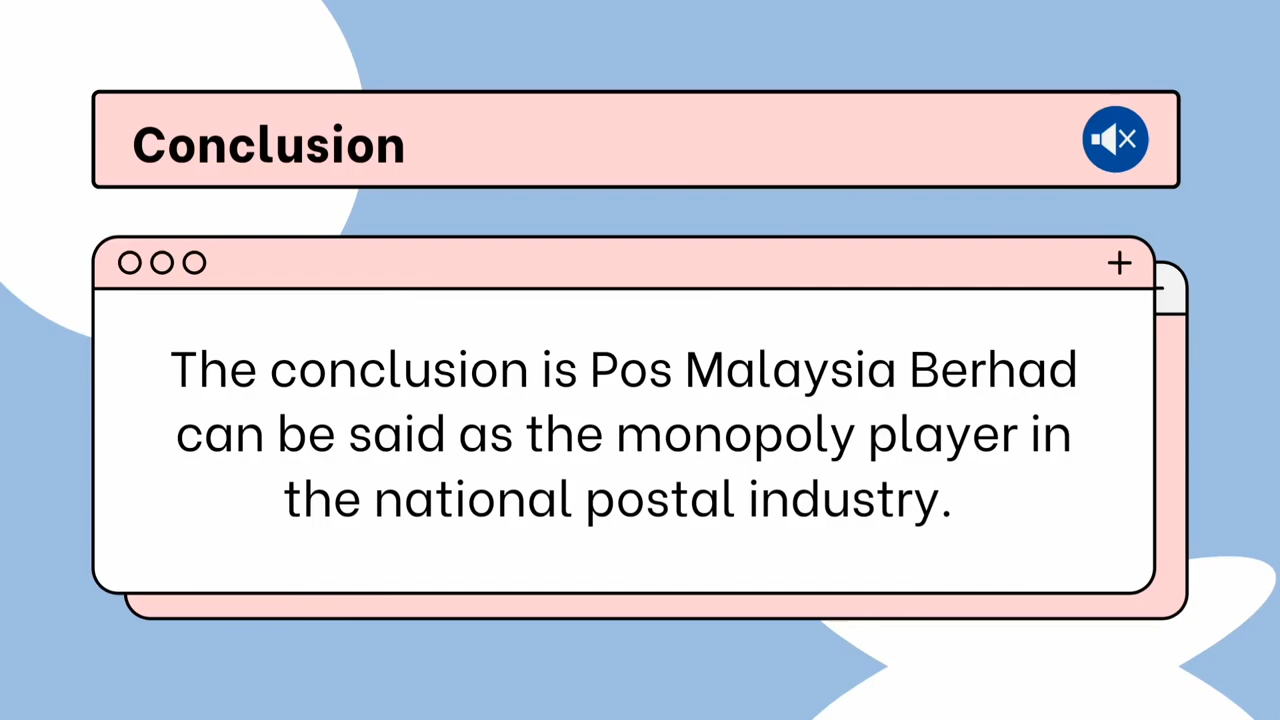 Conclusion
The conclusion is Pos Malaysia Berhad
can be said as the monopoly player in
the national postal industry.